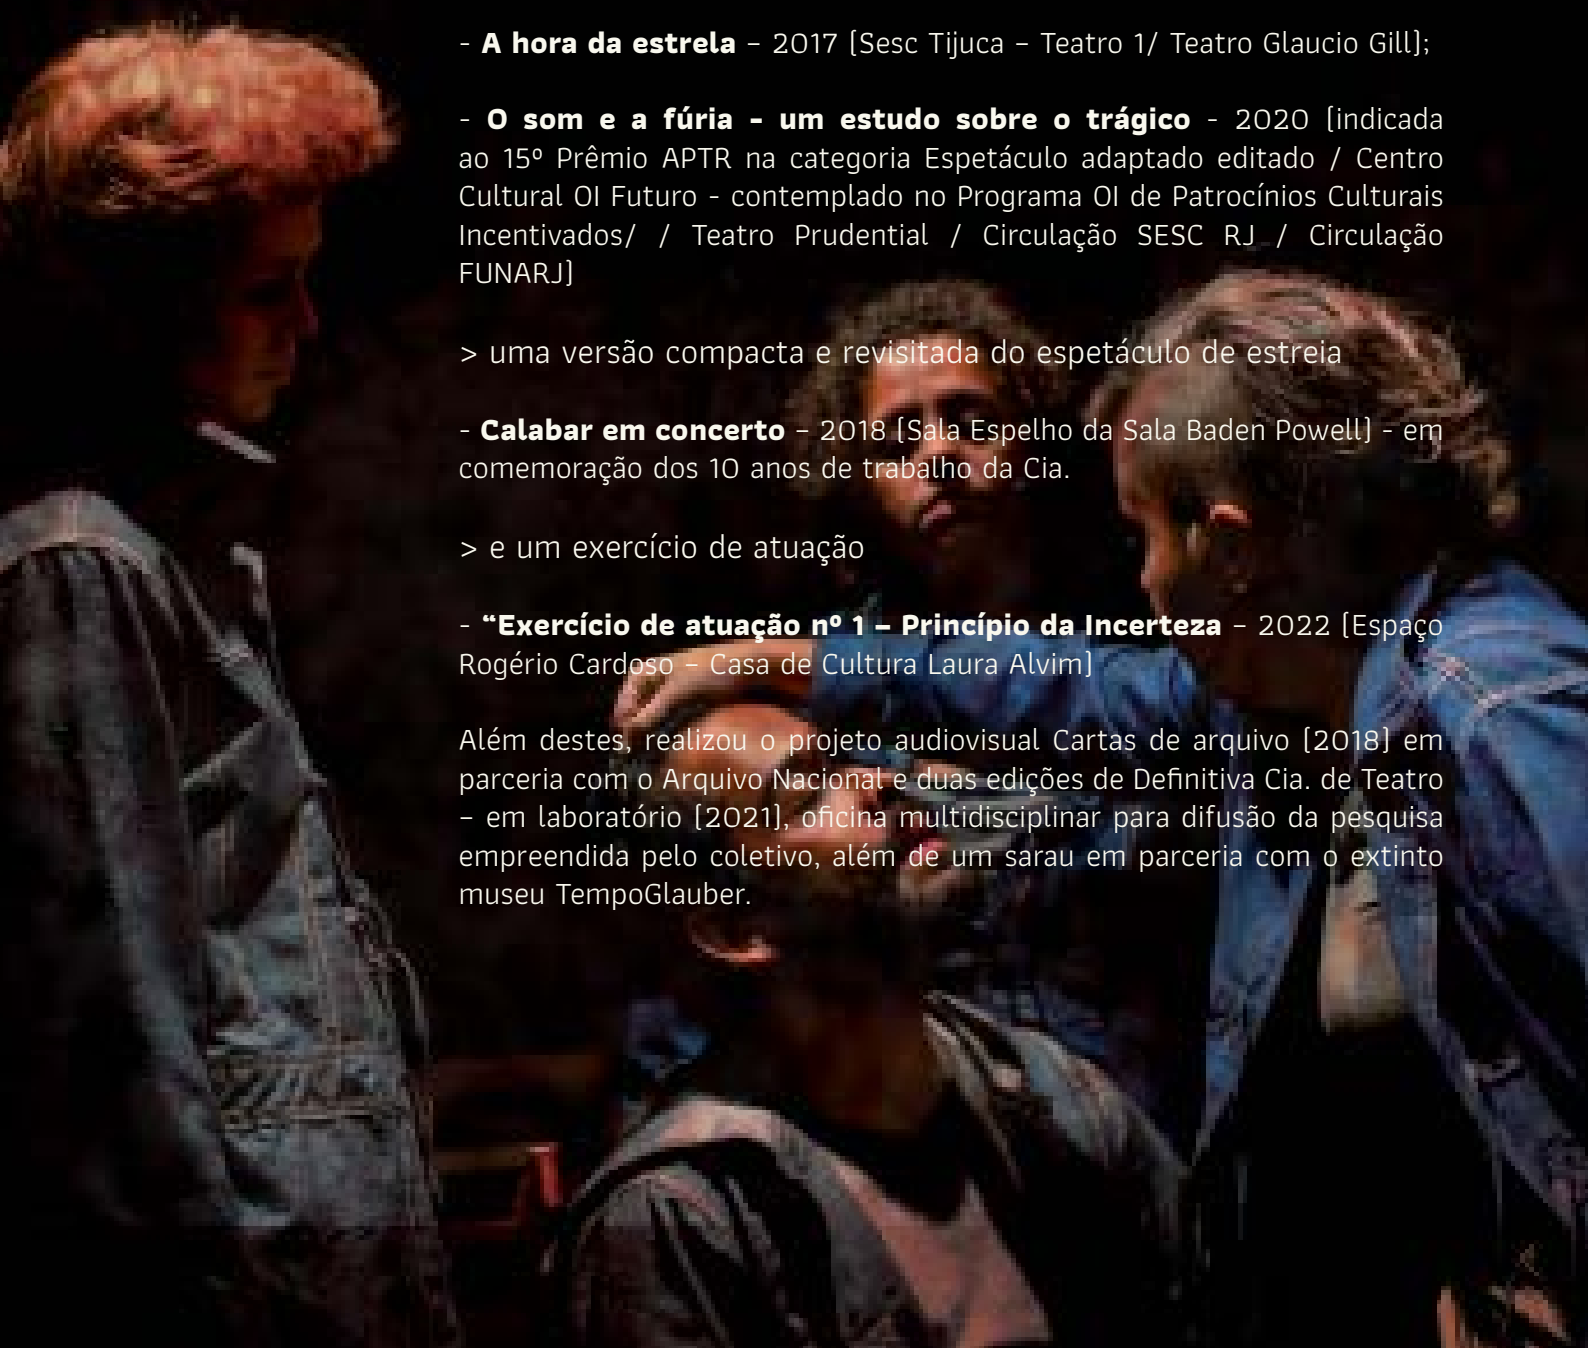 - A hora da estrela – 2017 (Sesc Tijuca – Teatro 1/ Teatro Glaucio Gill);
- O som e a fúria - um estudo sobre o trágico - 2020 (indicada
ao 15º Prêmio APTR na categoria Espetáculo adaptado editado / Centro
Cultural OI Futuro - contemplado no Programa OI de Patrocínios Culturais
Incentivados/ / Teatro Prudential / Circulação SESC RJ / Circulação
FUNARJ)
> uma versão compacta e revisitada do espetáculo de estreia
- Calabar em concerto – 2018 (Sala Espelho da Sala Baden Powell) - em
comemoração dos 10 anos de trabalho da Cia.
> e um exercício de atuação
- “Exercício de atuação nº 1 – Princípio da Incerteza – 2022 (Espaço
Rogério Cardoso – Casa de Cultura Laura Alvim)
Além destes, realizou o projeto audiovisual Cartas de arquivo (2018) em
parceria com o Arquivo Nacional e duas edições de Definitiva Cia. de Teatro
– em laboratório (2021), oficina multidisciplinar para difusão da pesquisa
empreendida pelo coletivo, além de um sarau em parceria com o extinto
museu TempoGlauber.